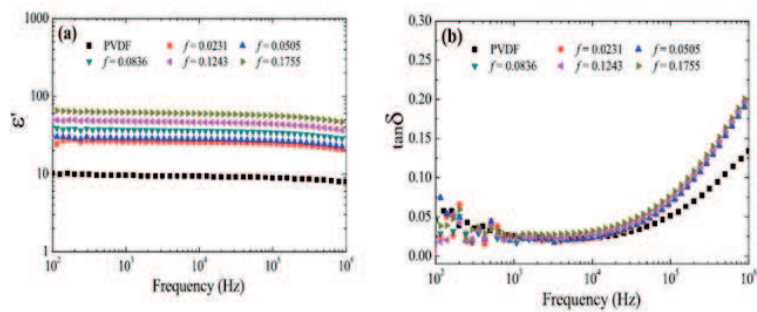 (a)
PVDF f = 0.0231 f = 0.0505
f = 0.0836 f = 0.1243 f = 0.1755
1000
100
10
1
ε'
10² 10³ 10⁴ 10⁵ 10⁶
Frequency (Hz)
(b)
PVDF f = 0.0231 f = 0.0505
f = 0.0836 f = 0.1243 f = 0.1755
0.30
0.25
0.20
0.15
0.10
0.05
0.00
tanδ
10² 10³ 10⁴ 10⁵ 10⁶
Frequency (Hz)